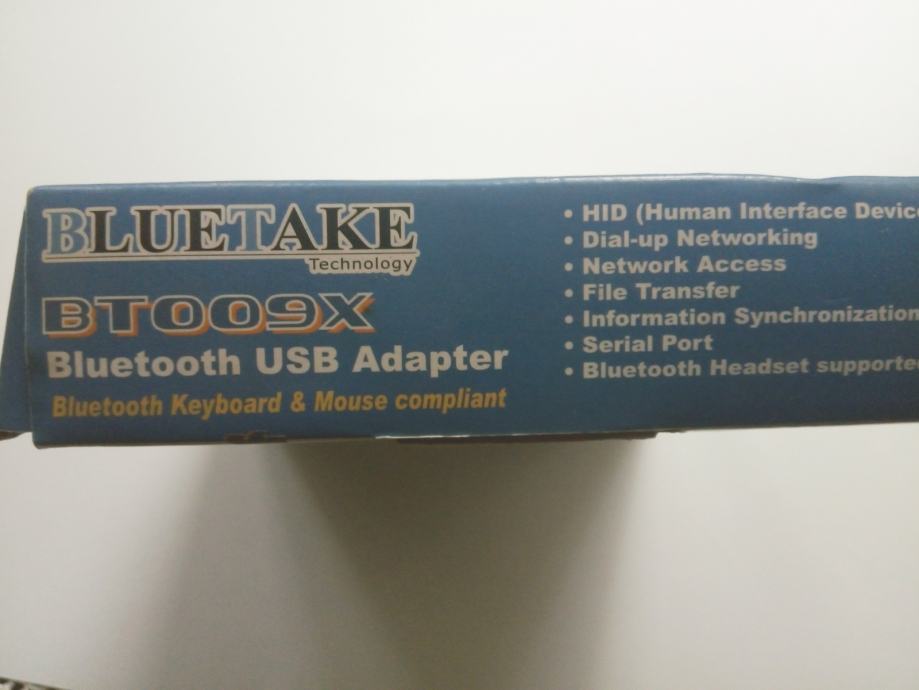 BLUETAKE
Technology
BT009X
Bluetooth USB Adapter
Bluetooth Keyboard & Mouse compliant
• HID (Human Interface Devic
• Dial-up Networking
• Network Access
• File Transfer
• Information Synchronization
• Serial Port
• Bluetooth Headset supporte